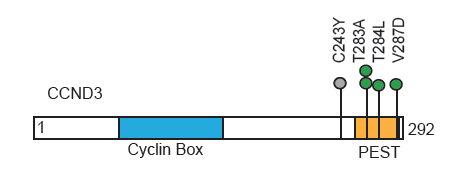 C243Y
T283A
T284L
V287D
CCND3
1
292
Cyclin Box
PEST